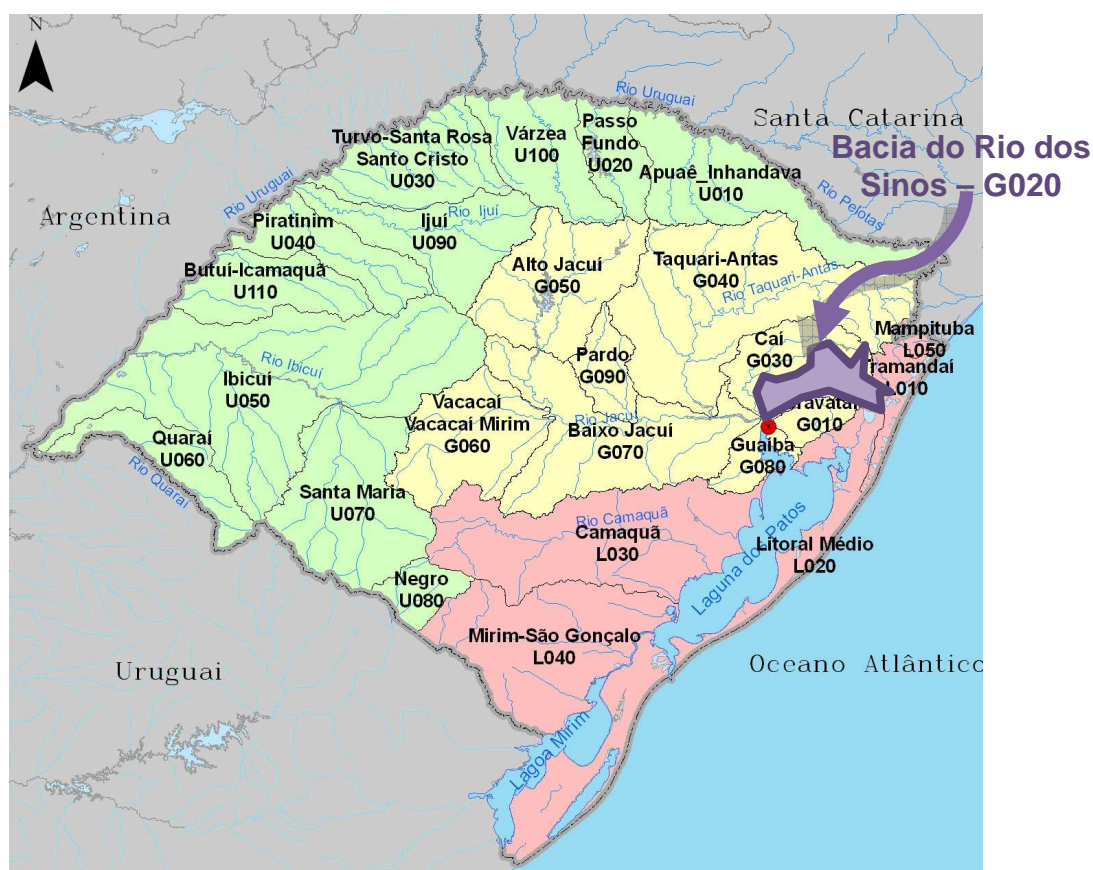 N
Rio Uruguai
Santa Catarina
Bacia do Rio dos
Sinos – G020
Turvo-Santa Rosa
Santo Cristo
U030
Várzea
U100
Passo
Fundo
U020
Apuaê_Inhandava
U010
Rio Pelotas
Argentina
Rio Uruguai
Piratinim
U040
Rio Ijuí
Ijuí
U090
Butuí-Icamaquã
U110
Alto Jacuí
G050
Taquari-Antas
G040
Rio Taquari-Antas
Mampituba
L050
Caí
G030
Tramandaí
L010
Pardo
G090
Rio Ibicuí
Ibicuí
U050
Vacacaí
Vacacaí Mirim
G060
Rio Jacuí
Baixo Jacuí
G070
G010
Guaíba
G080
Quaraí
U060
Rio Quaraí
Santa Maria
U070
Rio Camaquã
Camaquã
L030
Laguna dos Patos
Litoral Médio
L020
Negro
U080
Mirim-São Gonçalo
L040
Uruguai
Oceano Atlântico
Lagoa Mirim